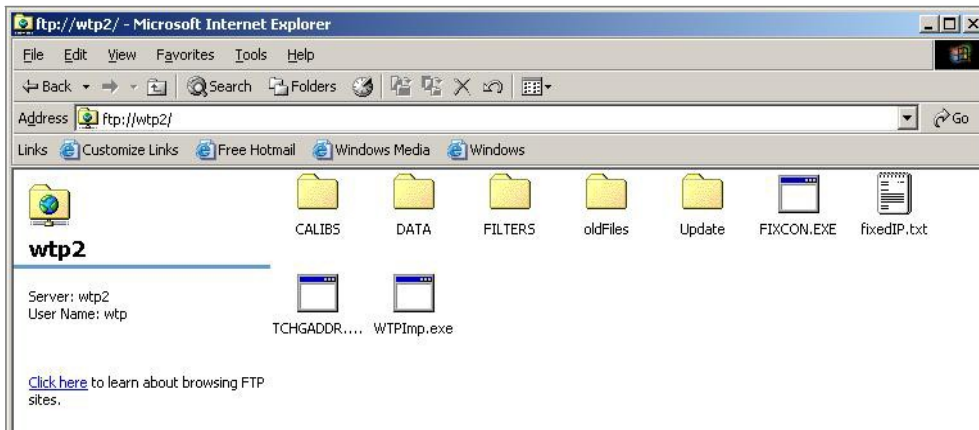 ftp://wtp2/ - Microsoft Internet Explorer
File Edit View Favorites Tools Help
Back Search Folders
Address ftp://wtp2/ Go
Links Customize Links Free Hotmail Windows Media Windows
CALIBS DATA FILTERS oldFiles Update FIXCON.EXE fixedIP.txt
wtp2
TCHGADDR.... WTPImp.exe
Server: wtp2
User Name: wtp
Click here to learn about browsing FTP
sites.